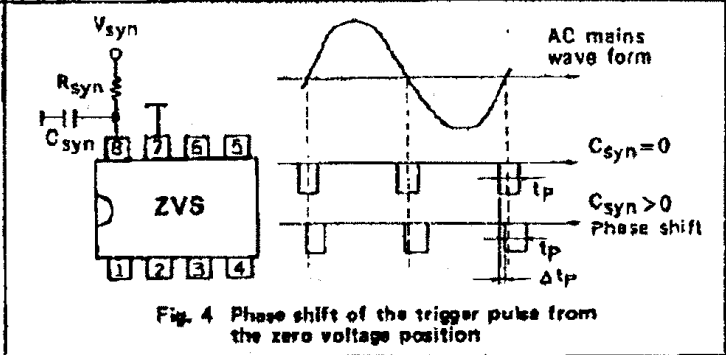 Vsyn
Rsyn
Csyn
8 7 6 5
ZVS
1 2 3 4
AC mains
wave form
Csyn=0
tp
Csyn>0
Phase shift
tp
Δtp
Fig. 4 Phase shift of the trigger pulse from
the zero voltage position